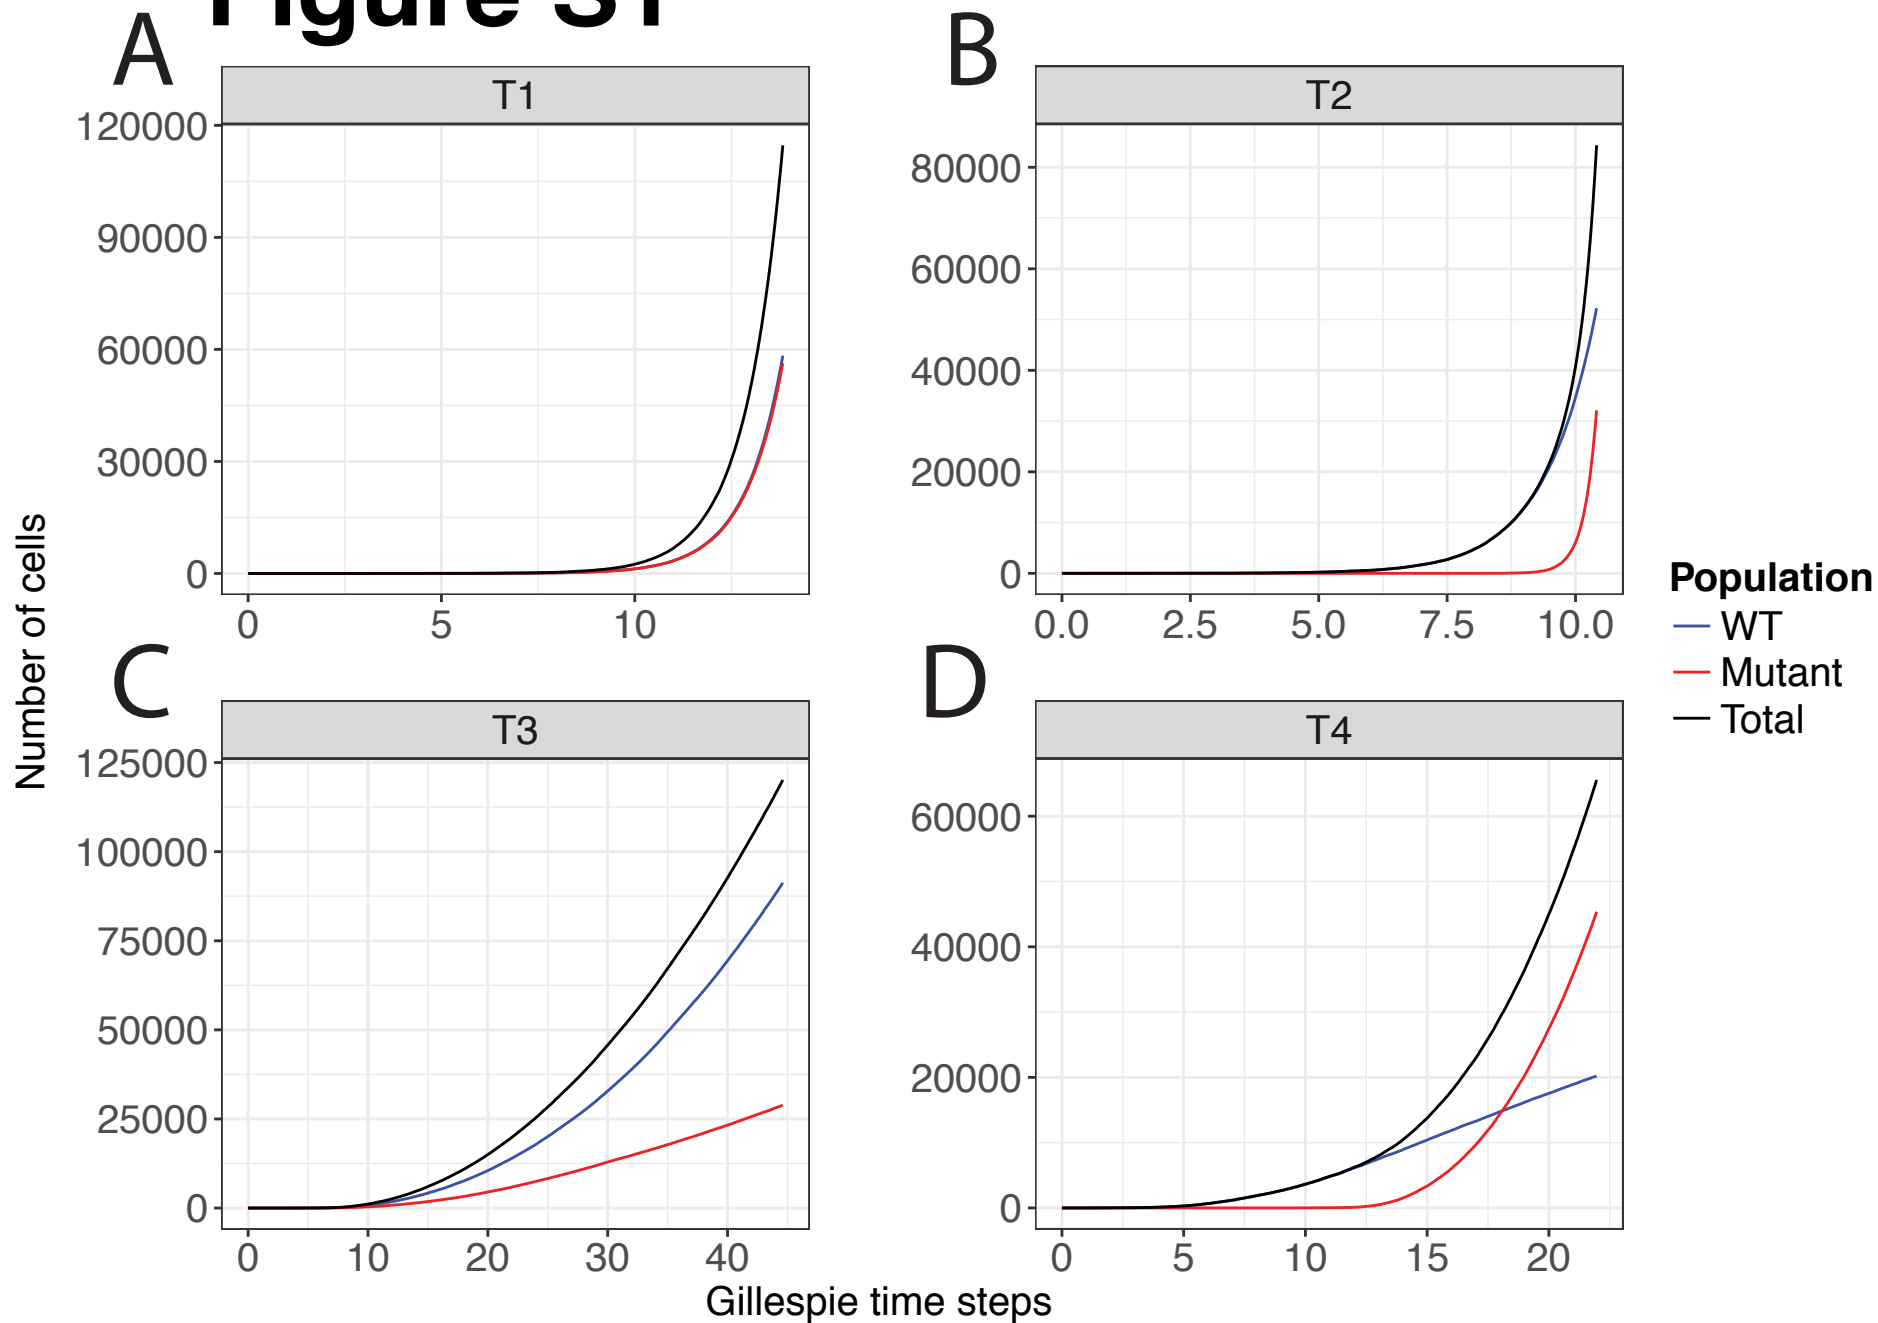 Figure S1
A
B
T1
T2
120000
90000
60000
30000
0
80000
60000
40000
20000
0
0 5 10
0.0 2.5 5.0 7.5 10.0
Number of cells
Population
WT
Mutant
Total
C
D
T3
T4
125000
100000
75000
50000
25000
0
60000
40000
20000
0
0 10 20 30 40
0 5 10 15 20
Gillespie time steps